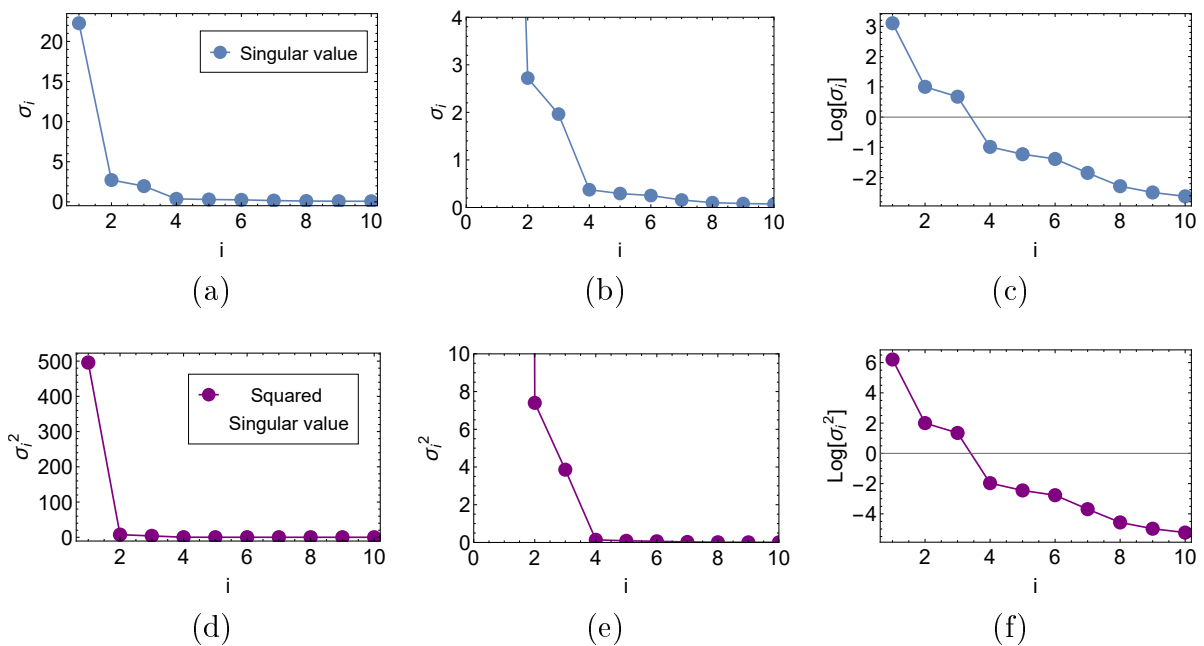 20
15
10
5
0
σi
Singular value
2 4 6 8 10
i
(a)
4
3
2
1
0
σi
0 2 4 6 8 10
i
(b)
3
2
1
0
−1
−2
Log[σi]
2 4 6 8 10
i
(c)
500
400
300
200
100
0
σi²
Squared
Singular value
2 4 6 8 10
i
(d)
10
8
6
4
2
0
σi²
0 2 4 6 8 10
i
(e)
6
4
2
0
−2
−4
Log[σi²]
2 4 6 8 10
i
(f)